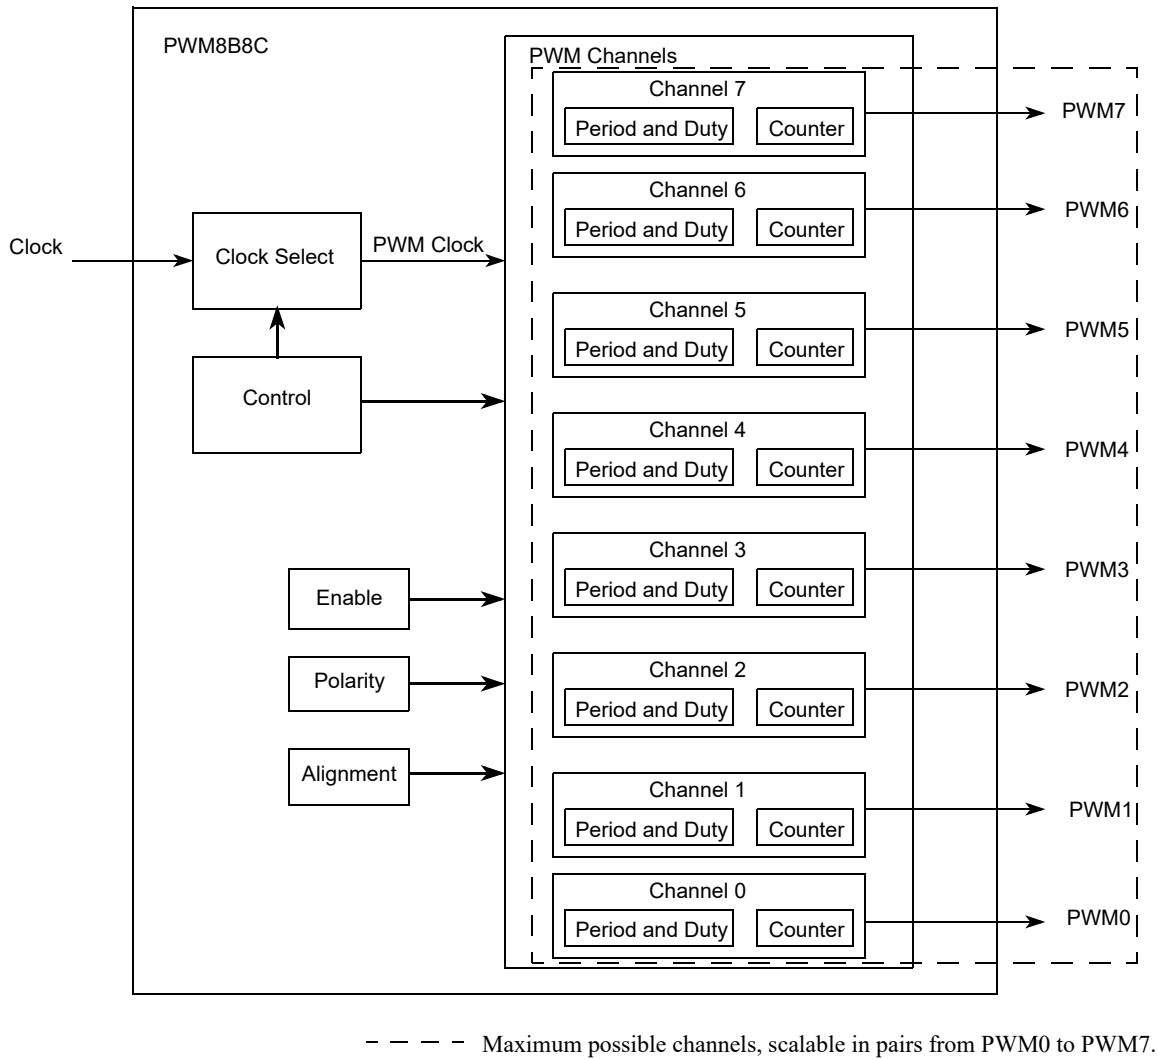 PWM8B8C
PWM Channels
Channel 7
Period and Duty
Counter
PWM7
Channel 6
Period and Duty
Counter
PWM6
Clock
Clock Select
PWM Clock
Channel 5
Period and Duty
Counter
PWM5
Control
Channel 4
Period and Duty
Counter
PWM4
Channel 3
Period and Duty
Counter
PWM3
Enable
Channel 2
Period and Duty
Counter
PWM2
Polarity
Alignment
Channel 1
Period and Duty
Counter
PWM1
Channel 0
Period and Duty
Counter
PWM0
Maximum possible channels, scalable in pairs from PWM0 to PWM7.